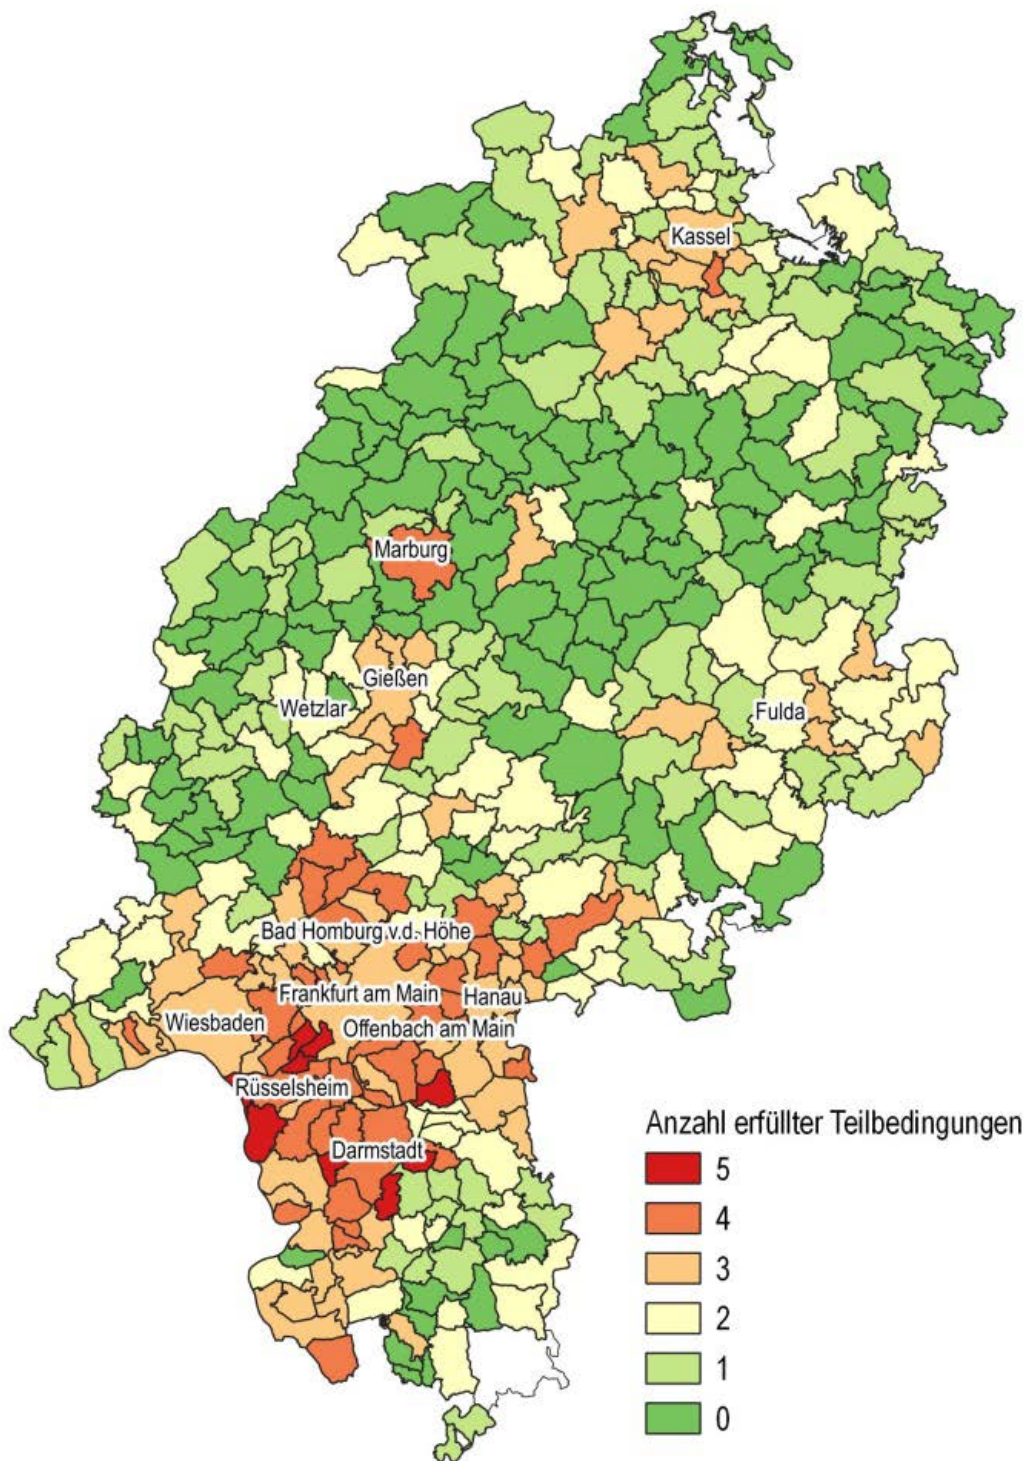 Kassel
Marburg
Gießen
Wetzlar
Fulda
Bad Homburg v.d. Höhe
Frankfurt am Main
Hanau
Wiesbaden
Offenbach am Main
Rüsselsheim
Darmstadt
Anzahl erfüllter Teilbedingungen
5
4
3
2
1
0